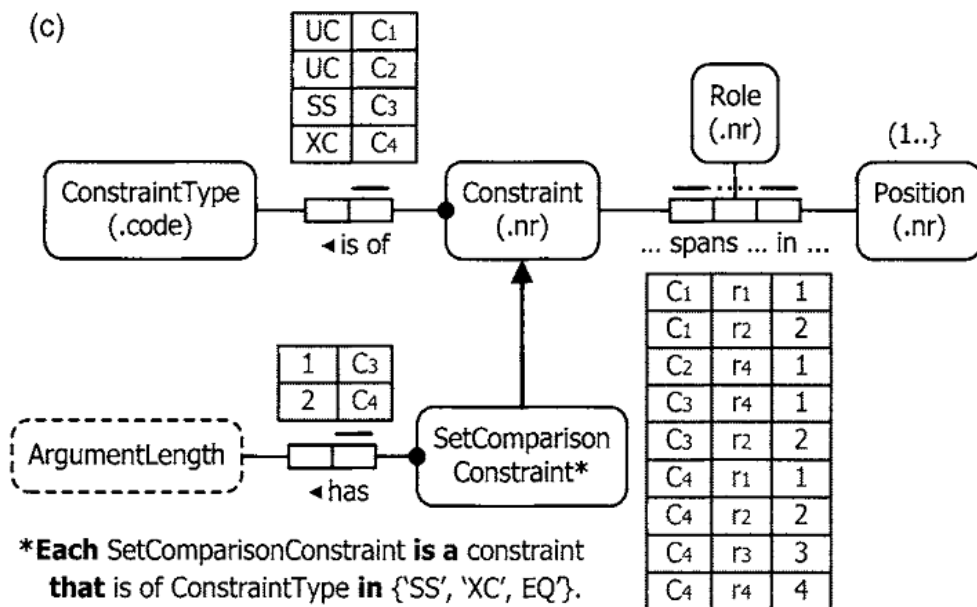 (c)
UC C1
UC C2
SS C3
XC C4
Role
(.nr)
(1..}
ConstraintType
(.code)
◄is of
Constraint
(.nr)
... spans ... in ...
Position
(.nr)
C1 r1 1
C1 r2 2
C2 r4 1
C3 r4 1
C3 r2 2
C4 r1 1
C4 r2 2
C4 r3 3
C4 r4 4
1 C3
2 C4
ArgumentLength
◄has
SetComparison
Constraint*
*Each SetComparisonConstraint is a constraint
that is of ConstraintType in {‘SS’, ‘XC’, EQ’}.